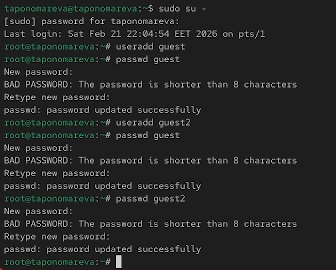 taponomareva@taponomareva:~$ sudo su -
[sudo] password for taponomareva:
Last login: Sat Feb 21 22:04:54 EET 2026 on pts/1
root@taponomareva:~# useradd guest
root@taponomareva:~# passwd guest
New password:
BAD PASSWORD: The password is shorter than 8 characters
Retype new password:
passwd: password updated successfully
root@taponomareva:~# useradd guest2
root@taponomareva:~# passwd guest
New password:
BAD PASSWORD: The password is shorter than 8 characters
Retype new password:
passwd: password updated successfully
root@taponomareva:~# passwd guest2
New password:
BAD PASSWORD: The password is shorter than 8 characters
Retype new password:
passwd: password updated successfully
root@taponomareva:~#